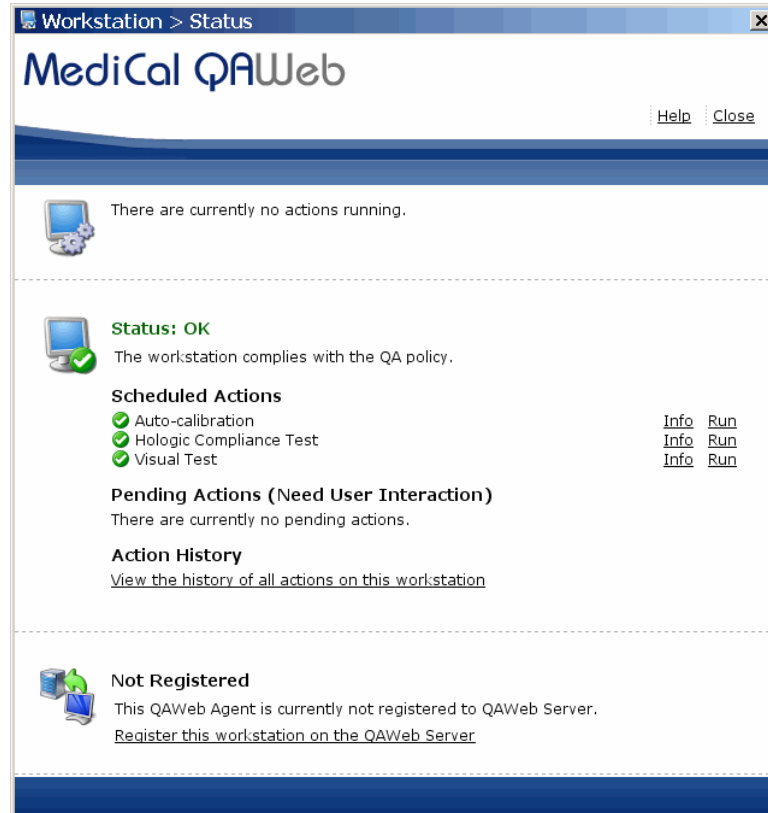 Workstation > Status
MediCal QAWeb
Help Close
There are currently no actions running.
Status: OK
The workstation complies with the QA policy.
Scheduled Actions
Auto-calibration Info Run
Hologic Compliance Test Info Run
Visual Test Info Run
Pending Actions (Need User Interaction)
There are currently no pending actions.
Action History
View the history of all actions on this workstation
Not Registered
This QAWeb Agent is currently not registered to QAWeb Server.
Register this workstation on the QAWeb Server